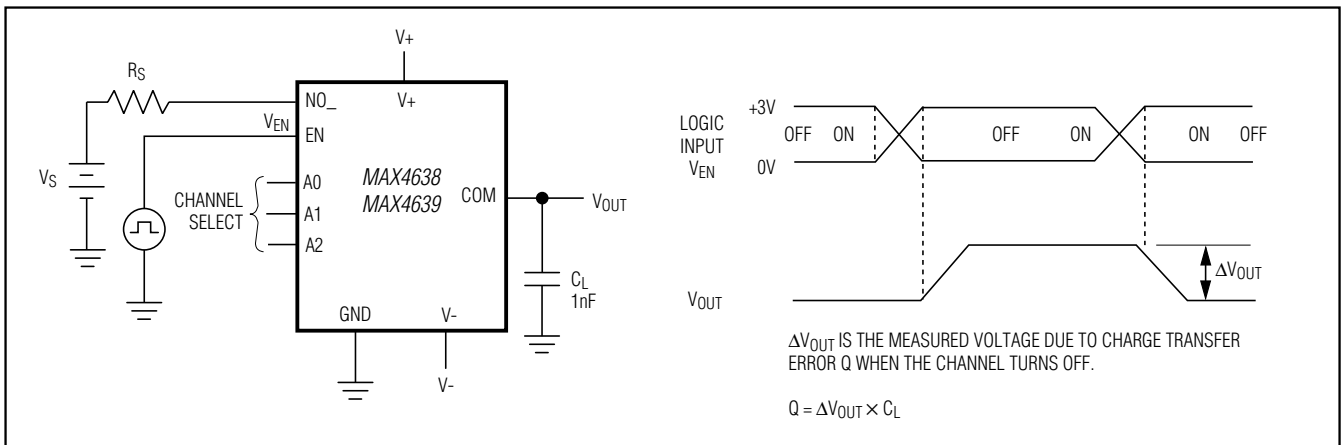 V+
RS
NO_
V+
VEN
EN
VS
CHANNEL
SELECT
A0
A1
A2
MAX4638
MAX4639
COM
VOUT
CL
1nF
GND
V-
V-
LOGIC
INPUT
VEN
+3V
0V
OFF ON OFF ON ON OFF
VOUT
ΔVOUT
ΔVOUT IS THE MEASURED VOLTAGE DUE TO CHARGE TRANSFER
ERROR Q WHEN THE CHANNEL TURNS OFF.
Q = ΔVOUT × CL